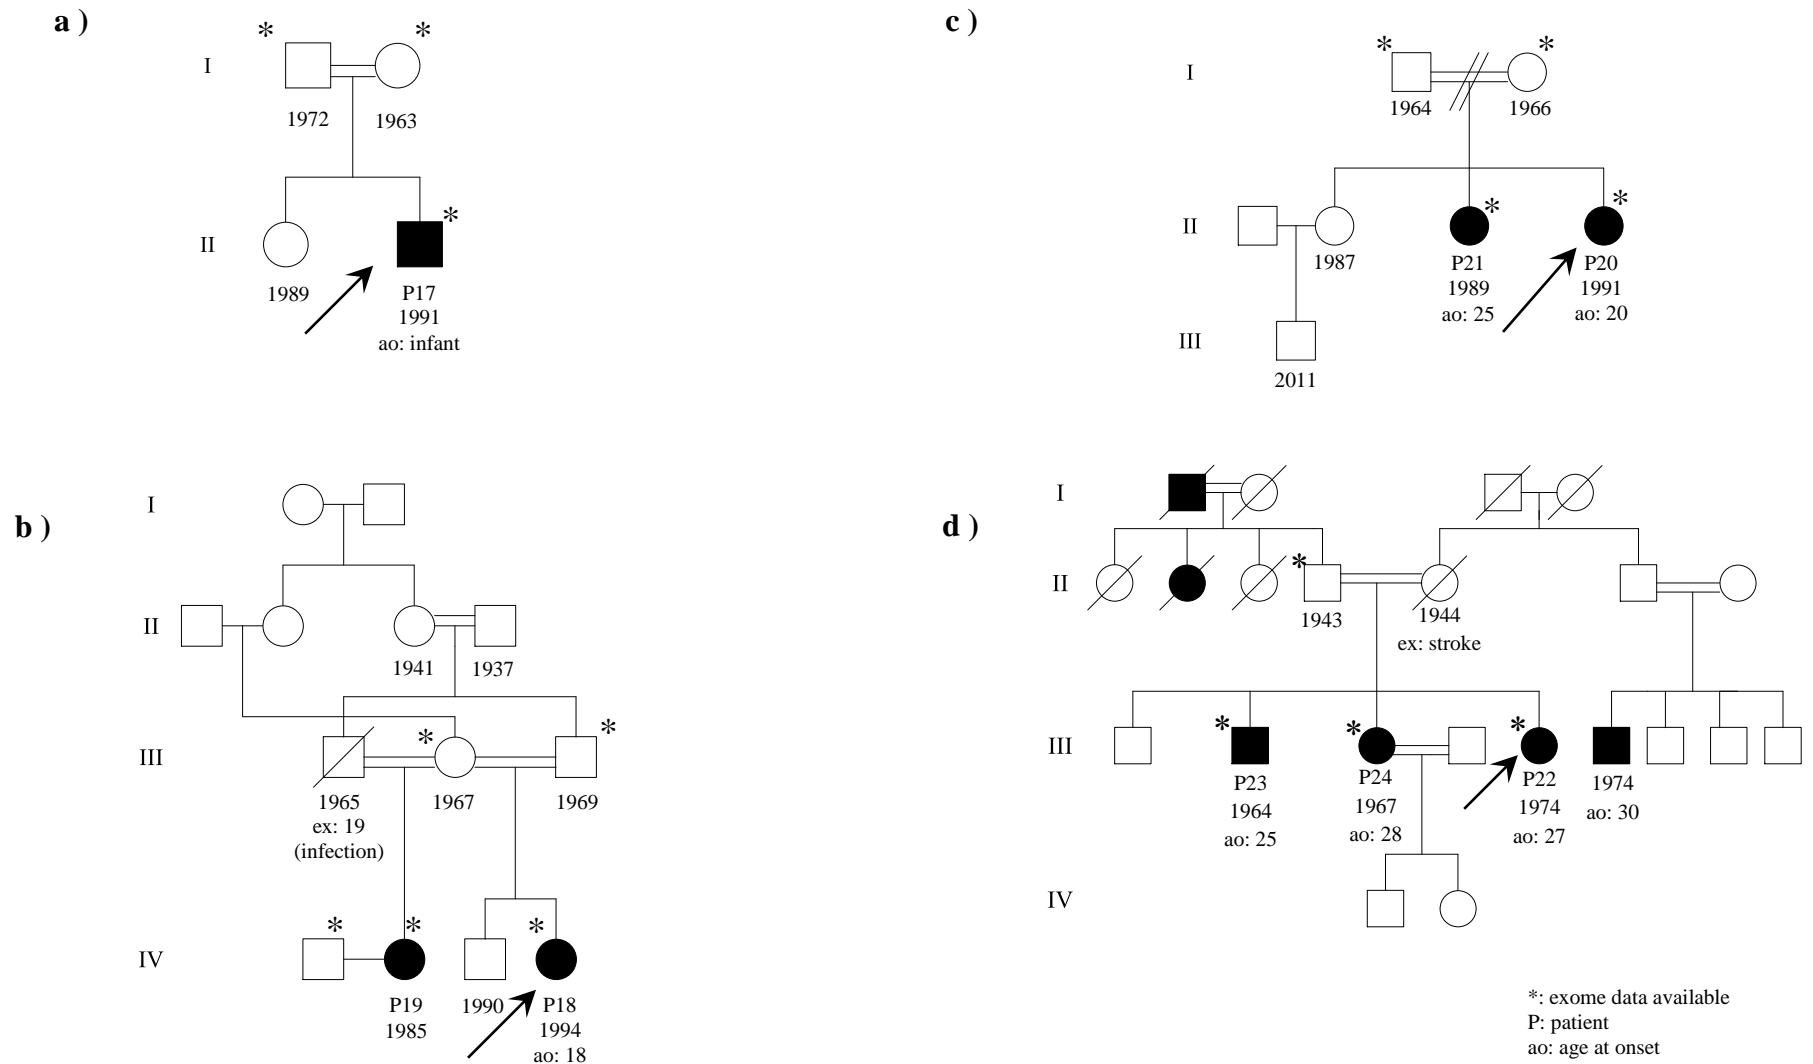 a )
*
*
I
1972
1963
II
*
1989
P17
1991
ao: infant
c )
*
*
I
1964
1966
II
*
*
1987
P21
1989
ao: 25
P20
1991
ao: 20
III
2011
b )
I
II
1941
1937
III
*
*
1965
ex: 19
(infection)
1967
1969
*
*
*
IV
P19
1985
1990
P18
1994
ao: 18
d )
I
II
*
1943
1944
ex: stroke
III
*
*
*
P23
1964
ao: 25
P24
1967
ao: 28
P22
1974
ao: 27
1974
ao: 30
IV
*: exome data available
P: patient
ao: age at onset